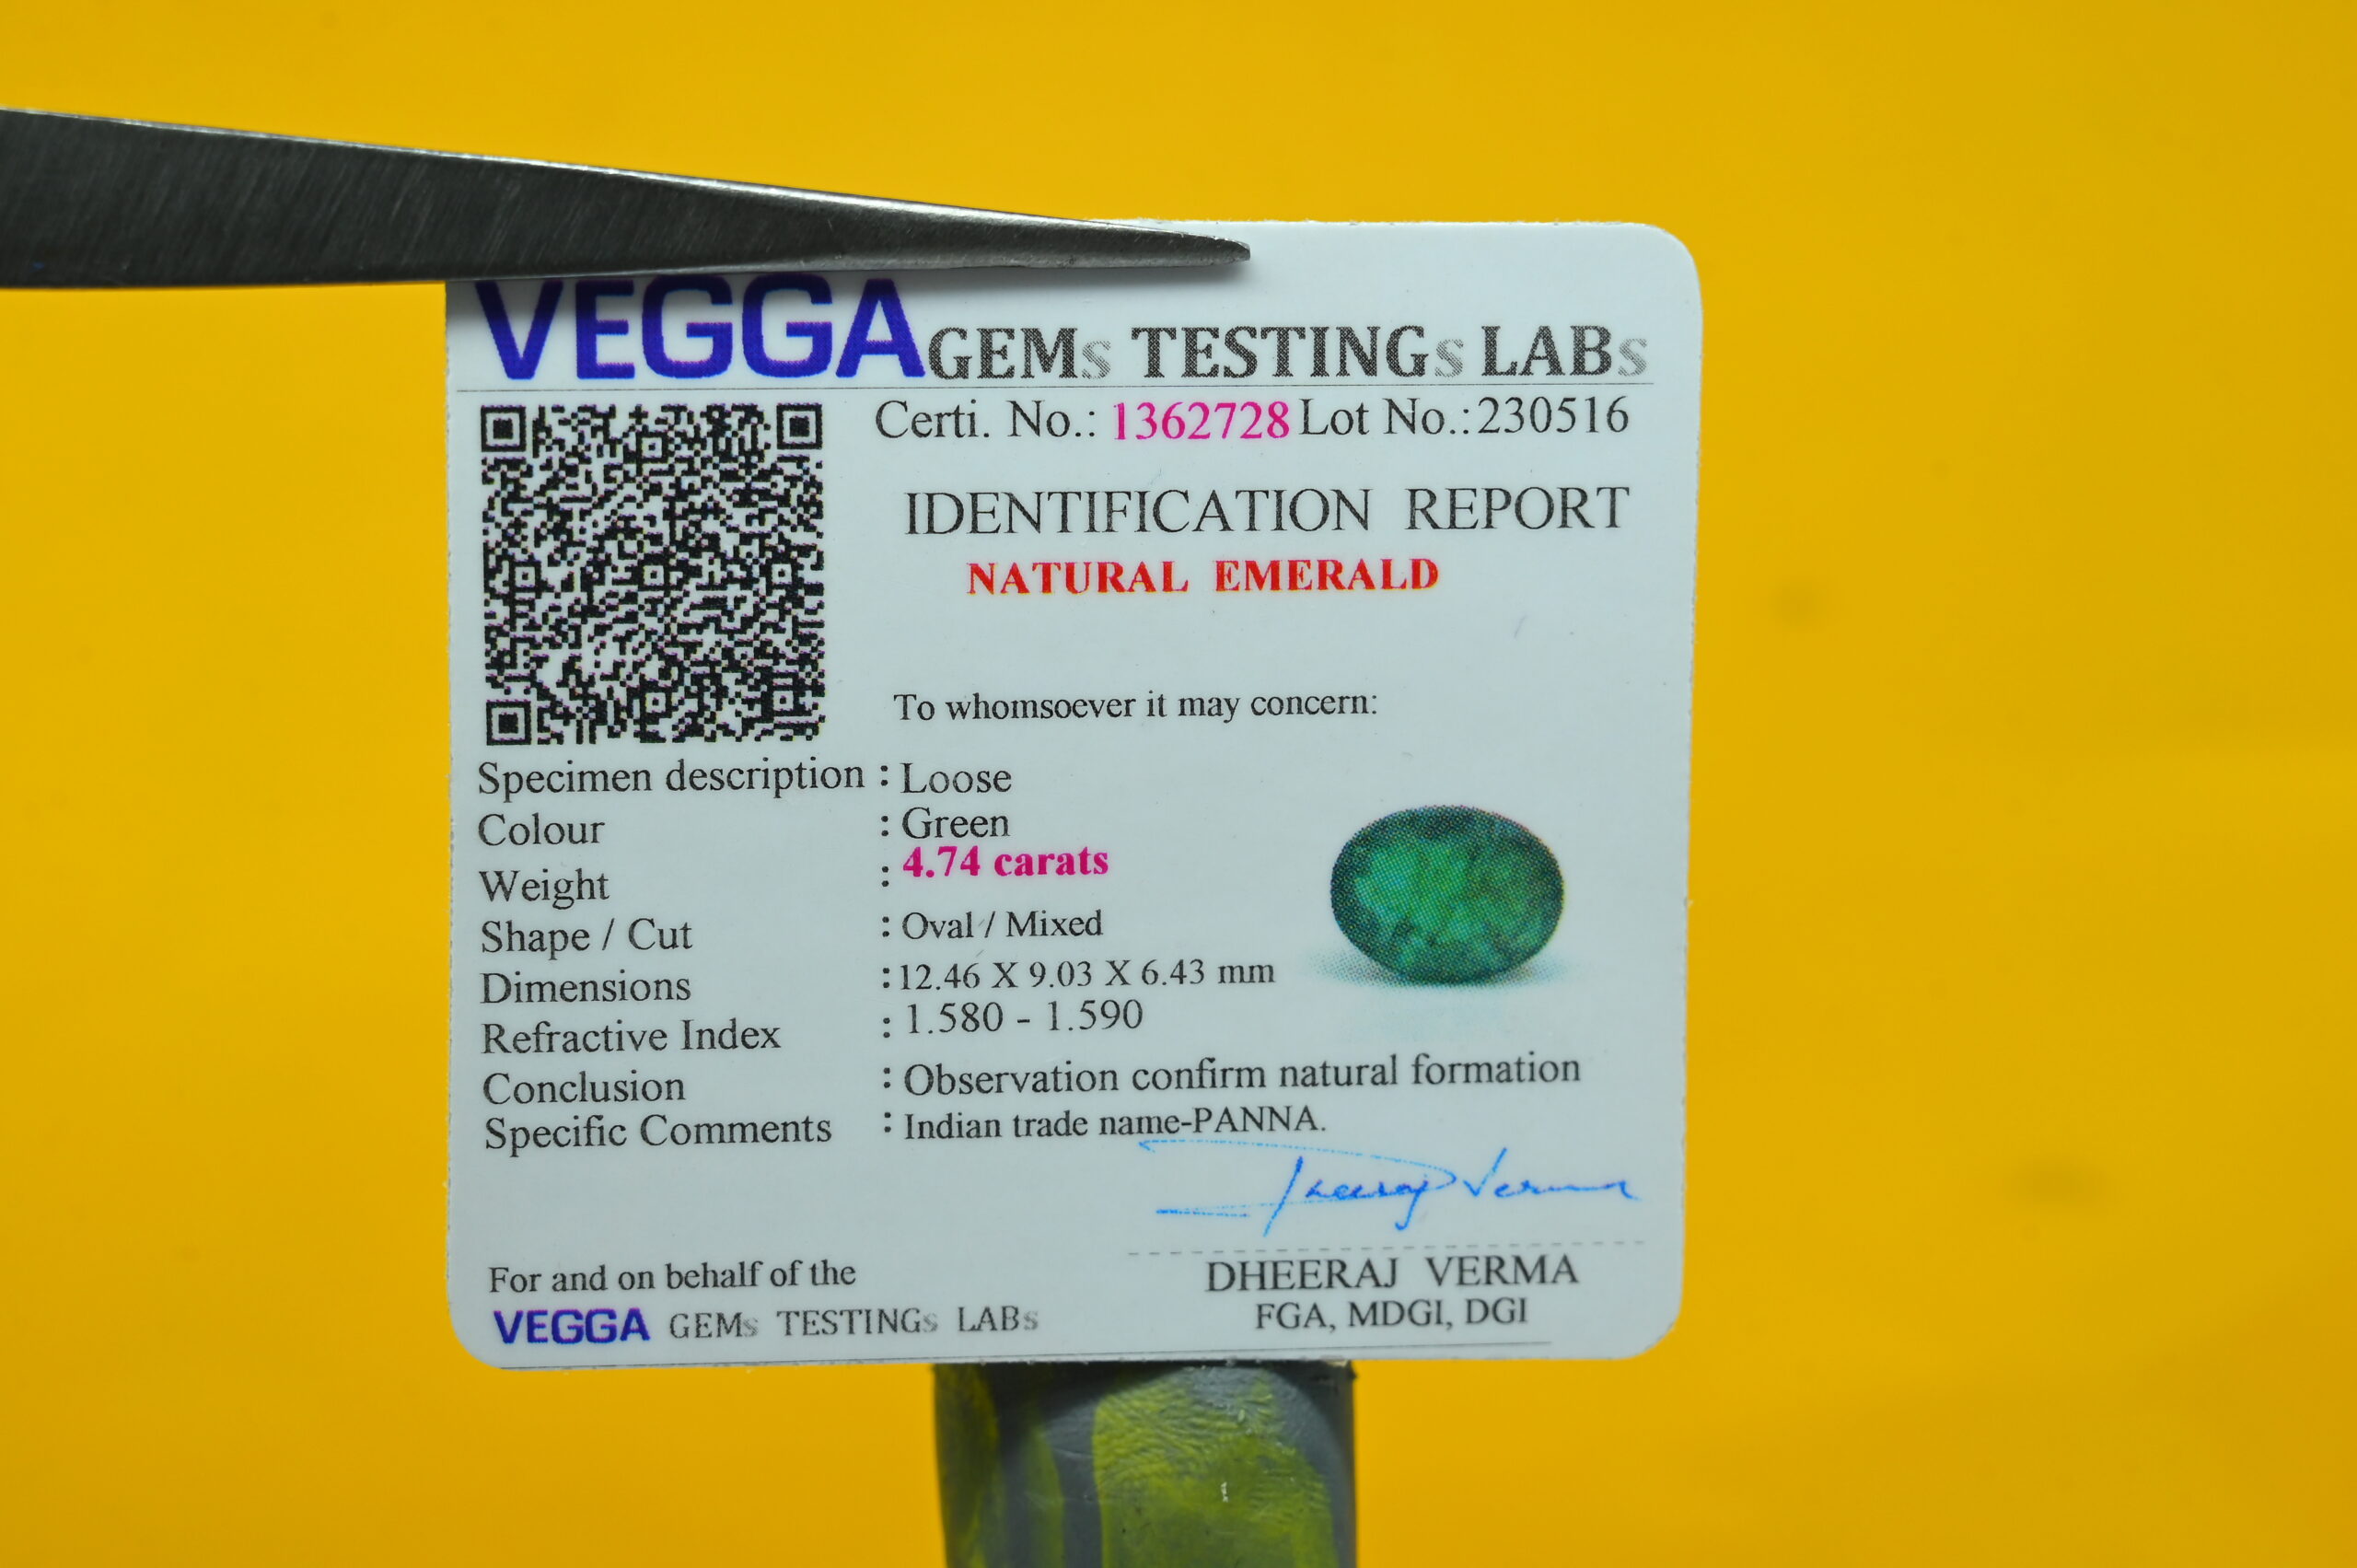 VEGGA GEMs TESTINGs LABs
Certi. No.: 1362728 Lot No.:230516
IDENTIFICATION REPORT
NATURAL EMERALD
To whomsoever it may concern:
Specimen description : Loose
Colour : Green
Weight : 4.74 carats
Shape / Cut : Oval / Mixed
Dimensions :12.46 X 9.03 X 6.43 mm
Refractive Index : 1.580 - 1.590
Conclusion : Observation confirm natural formation
Specific Comments : Indian trade name-PANNA.
Dheeraj Verma
For and on behalf of the
VEGGA GEMs TESTINGs LABs
DHEERAJ VERMA
FGA, MDGI, DGI